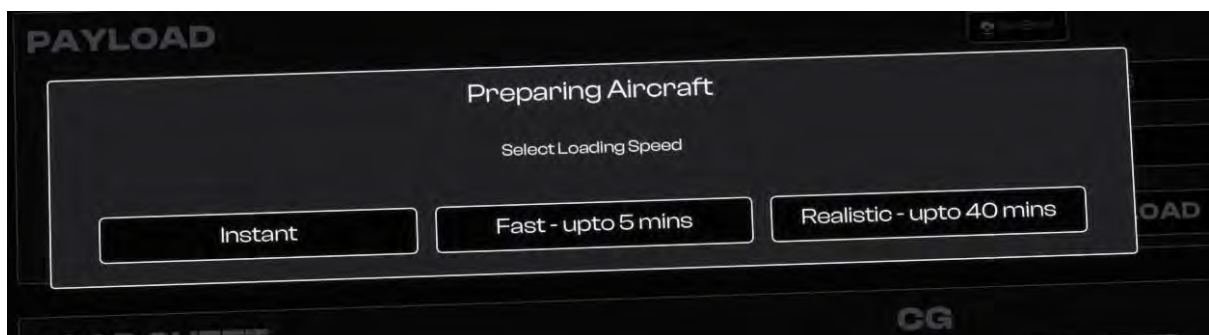 PAYLOAD
Preparing Aircraft
Select Loading Speed
Instant
Fast - upto 5 mins
Realistic - upto 40 mins
OAD
CG